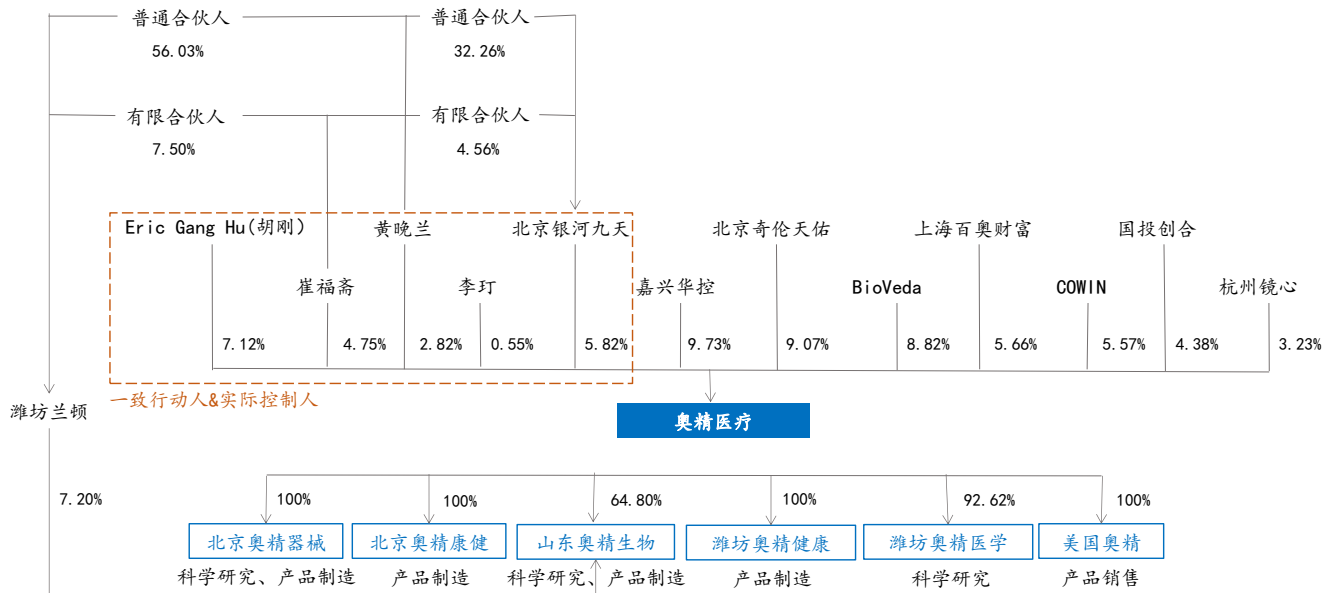 普通合伙人 普通合伙人
56.03% 32.26%
有限合伙人 有限合伙人
7.50% 4.56%
Eric Gang Hu(胡刚) 黄晚兰 北京银河九天 北京奇伦天佑 上海百奥财富 国投创合
崔福斋 李玎 嘉兴华控 BioVeda COWIN 杭州镜心
7.12% 4.75% 2.82% 0.55% 5.82% 9.73% 9.07% 8.82% 5.66% 5.57% 4.38% 3.23%
一致行动人&实际控制人
潍坊兰顿 奥精医疗
7.20% 100% 100% 64.80% 100% 92.62% 100%
北京奥精器械 北京奥精康健 山东奥精生物 潍坊奥精健康 潍坊奥精医学 美国奥精
科学研究、产品制造 产品制造 科学研究、产品制造 产品制造 科学研究 产品销售